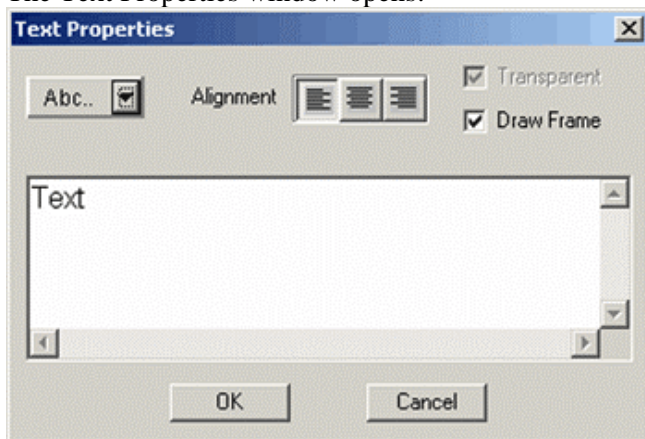 The Text Properties window opens.
Text Properties
Abc.. Alignment Transparent
Draw Frame
Text
OK Cancel